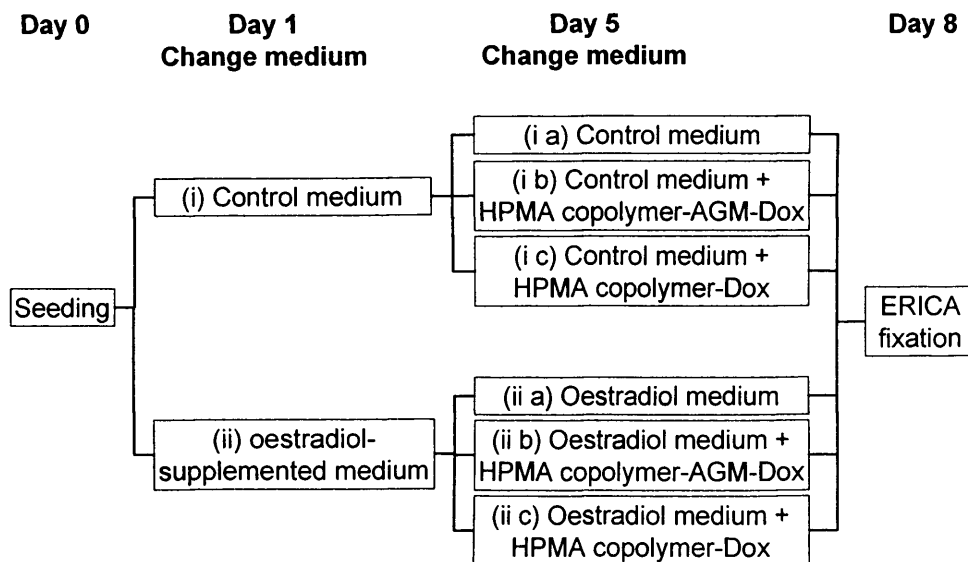 Day 0
Day 1
Change medium
Day 5
Change medium
Day 8
Seeding
(i) Control medium
(ii) oestradiol-
supplemented medium
(i a) Control medium
(i b) Control medium +
HPMA copolymer-AGM-Dox
(i c) Control medium +
HPMA copolymer-Dox
(ii a) Oestradiol medium
(ii b) Oestradiol medium +
HPMA copolymer-AGM-Dox
(ii c) Oestradiol medium +
HPMA copolymer-Dox
ERICA
fixation